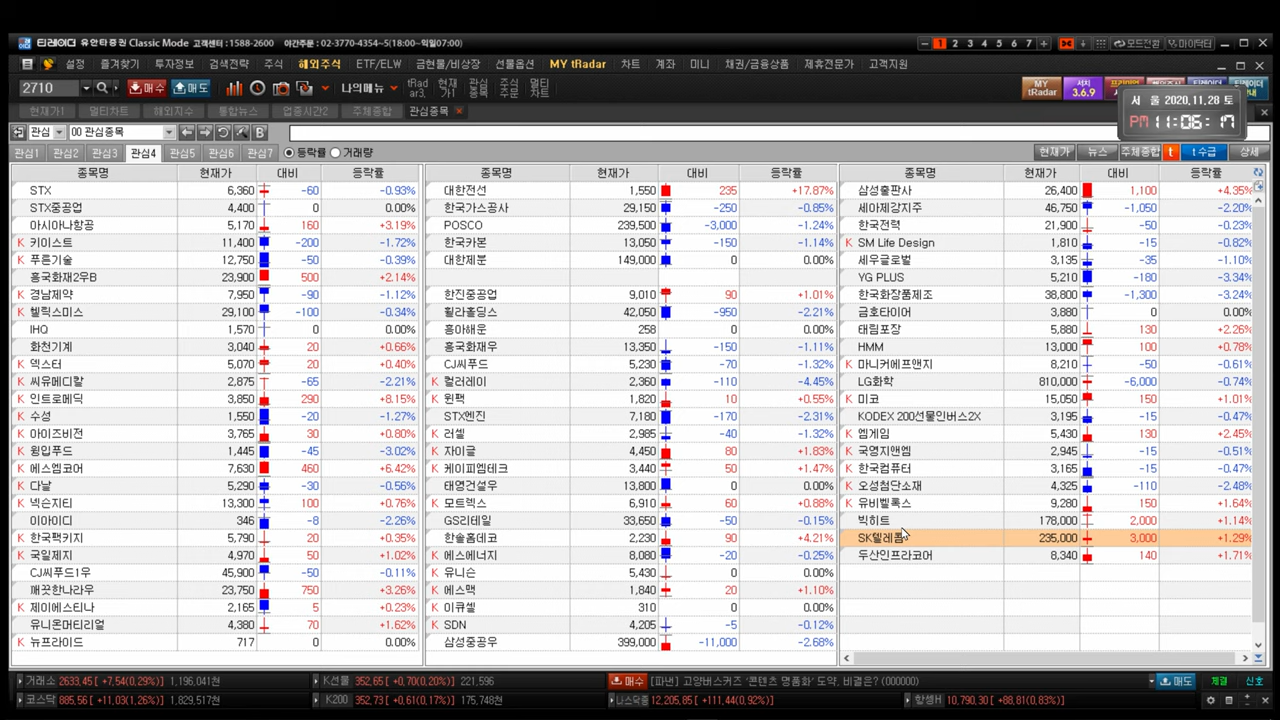 티레이더 유안타증권 Classic Mode 고객센터 : 1588-2600 야간주문 : 02-3770-4354~5(18:00~익일07:00)
1 2 3 4 5 6 7 모드전환 마이닥터
설정 즐겨찾기 투자정보 검색전략 주식 해외주식 ETF/ELW 금현물/비상장 선물옵션 MY tRadar 차트 계좌 미니 채권/금융상품 제휴문전가 고객지원
2710 매수 매도 나의메뉴 tRad ar3. 현재 가1 관심 종목 주식 주문 멀티 차트 MY tRadar 서치 3.6.9
현재가1 멀티차트 해외지수 통합뉴스 업종시간2 주체종합 관심종목
서울 2020.11.28 토
PM 11:06:17
관심 00 관심종목 B
관심1 관심2 관심3 관심4 관심5 관심6 관심7 등락률 거래량 현재가 뉴스 주체종합 t t수급 상세
종목명 현재가 대비 등락률 종목명 현재가 대비 등락률 종목명 현재가 대비 등락률
STX 6,360 -60 -0.93% 대한전선 1,550 235 +17.87% 삼성출판사 26,400 1,100 +4.35%
STX중공업 4,400 0 0.00% 한국가스공사 29,150 -250 -0.85% 세아제강지주 46,750 -1,050 -2.20%
아시아나항공 5,170 160 +3.19% POSCO 239,500 -3,000 -1.24% 한국전력 21,900 -50 -0.23%
K 키이스트 11,400 -200 -1.72% 한국카본 13,050 -150 -1.14% K SM Life Design 1,810 -15 -0.82%
K 푸른기술 12,750 -50 -0.39% 대한제분 149,000 0 0.00% 세우글로벌 3,135 -35 -1.10%
흥국화재2우B 23,900 500 +2.14% YG PLUS 5,210 -180 -3.34%
K 경남제약 7,950 -90 -1.12% 한진중공업 9,010 90 +1.01% 한국화장품제조 38,800 -1,300 -3.24%
K 텔릭스미스 29,100 -100 -0.34% 휠라홀딩스 42,050 -950 -2.21% 금호타이어 3,880 0 0.00%
IHQ 1,570 0 0.00% 흥아해운 258 0 0.00% 태림포장 5,880 130 +2.26%
화천기계 3,040 20 +0.66% 흥국화재우 13,350 -150 -1.11% HMM 13,000 100 +0.78%
K 덱스터 5,070 20 +0.40% CJ씨푸드 5,230 -70 -1.32% K 마니커에프앤지 8,210 -50 -0.61%
K 씨유메디칼 2,875 -65 -2.21% K 컬러레이 2,360 -110 -4.45% LG화학 810,000 -6,000 -0.74%
K 인트로메딕 3,850 290 +8.15% K 윈팩 1,820 10 +0.55% K 미코 15,050 150 +1.01%
K 수성 1,550 -20 -1.27% STX엔진 7,180 -170 -2.31% KODEX 200선물인버스2X 3,195 -15 -0.47%
K 아이즈비전 3,765 30 +0.80% K 러셀 2,985 -40 -1.32% K 엠게임 5,430 130 +2.45%
K 윙입푸드 1,445 -45 -3.02% K 자이글 4,450 80 +1.83% K 국영지앤엠 2,945 -15 -0.51%
K 에스엠코어 7,630 460 +6.42% K 케이피엠테크 3,440 50 +1.47% K 한국컴퓨터 3,165 -15 -0.47%
K 다날 5,290 -30 -0.56% 태영건설우 13,800 0 0.00% K 오성첨단소재 4,325 -110 -2.48%
K 넥슨지티 13,300 100 +0.76% K 모트렉스 6,910 60 +0.88% K 유비벨록스 9,280 150 +1.64%
이아이디 346 -8 -2.26% GS리테일 33,650 -50 -0.15% 빅히트 178,000 2,000 +1.14%
K 한국팩키지 5,790 20 +0.35% 한솔홈데코 2,230 90 +4.21% SK텔레콤 235,000 3,000 +1.29%
K 국일제지 4,970 50 +1.02% K 에스에너지 8,080 -20 -0.25% 두산인프라코어 8,340 140 +1.71%
CJ씨푸드1우 45,900 -50 -0.11% K 유니슨 5,430 0 0.00%
깨끗한나라우 23,750 750 +3.26% K 에스맥 1,840 20 +1.10%
K 제이에스티나 2,165 5 +0.23% K 이큐셀 310 0 0.00%
유니온머티리얼 4,380 70 +1.62% K SDN 4,205 -5 -0.12%
K 뉴프라이드 717 0 0.00% 삼성중공우 399,000 -11,000 -2.68%
거래소 2633,45 [ +7,54(0,29%)] 1,196,041천 K선물 352,65 [ +0,70(0,20%)] 221,596 매수 [파낸] 고양버스커즈 '콘텐츠 명품화' 도약, 비결은? (000000) 매도 체결 신호
코스닥 885,56 [ +11,03(1,26%)] 1,829,517천 K200 352,73 [ +0,61(0,17%)] 175,748천 나스닥종 12,205,85 [ +111,44(0,92%)] 항셍H 10,790,30 [ +88,81(0,83%)]